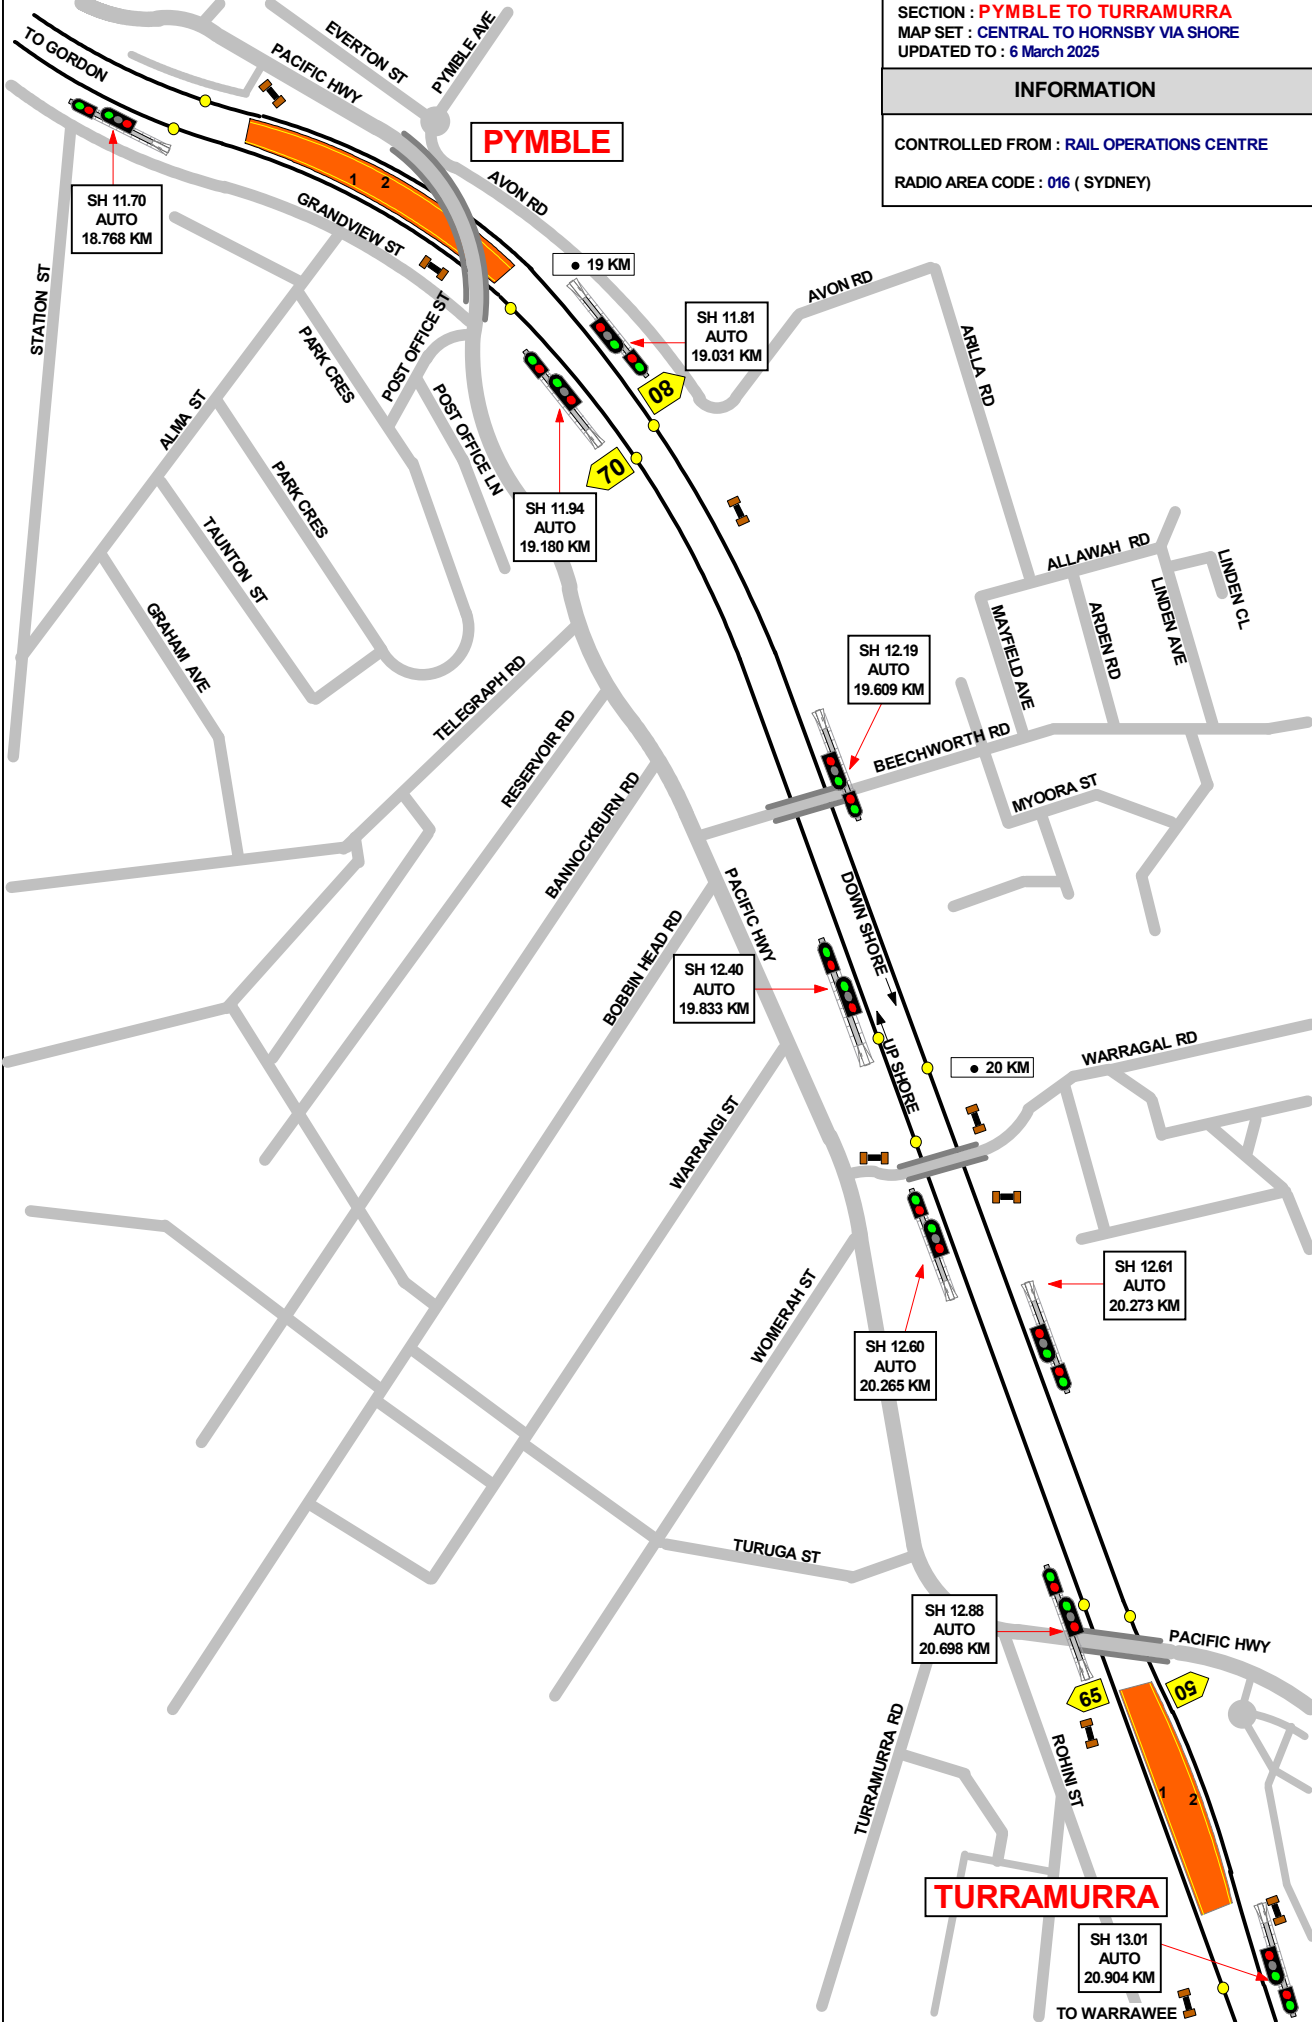 SECTION : PYMBLE TO TURRAMURRA
MAP SET : CENTRAL TO HORNSBY VIA SHORE
UPDATED TO : 6 March 2025
INFORMATION
CONTROLLED FROM : RAIL OPERATIONS CENTRE
RADIO AREA CODE : 016 ( SYDNEY)
TO GORDON
EVERTON ST
PACIFIC HWY
PYMBLE AVE
PYMBLE
AVON RD
1 2
SH 11.70
AUTO
18.768 KM
GRANDVIEW ST
STATION ST
19 KM
AVON RD
SH 11.81
AUTO
19.031 KM
08
PARK CRES
POST OFFICE ST
POST OFFICE LN
ARILLA RD
ALMA ST
70
PARK CRES
TAUNTON ST
SH 11.94
AUTO
19.180 KM
ALLAWAH RD
LINDEN CL
LINDEN AVE
ARDEN RD
MAYFIELD AVE
GRAHAM AVE
TELEGRAPH RD
SH 12.19
AUTO
19.609 KM
RESERVOIR RD
BEECHWORTH RD
MYOORA ST
BANNOCKBURN RD
PACIFIC HWY
DOWN SHORE
BOBBIN HEAD RD
SH 12.40
AUTO
19.833 KM
UP SHORE
20 KM
WARRAGAL RD
WARRANGI ST
SH 12.61
AUTO
20.273 KM
WOMERAH ST
SH 12.60
AUTO
20.265 KM
TURUGA ST
SH 12.88
AUTO
20.698 KM
PACIFIC HWY
65
50
TURRAMURRA RD
ROHINI ST
1 2
TURRAMURRA
SH 13.01
AUTO
20.904 KM
TO WARRAWEE